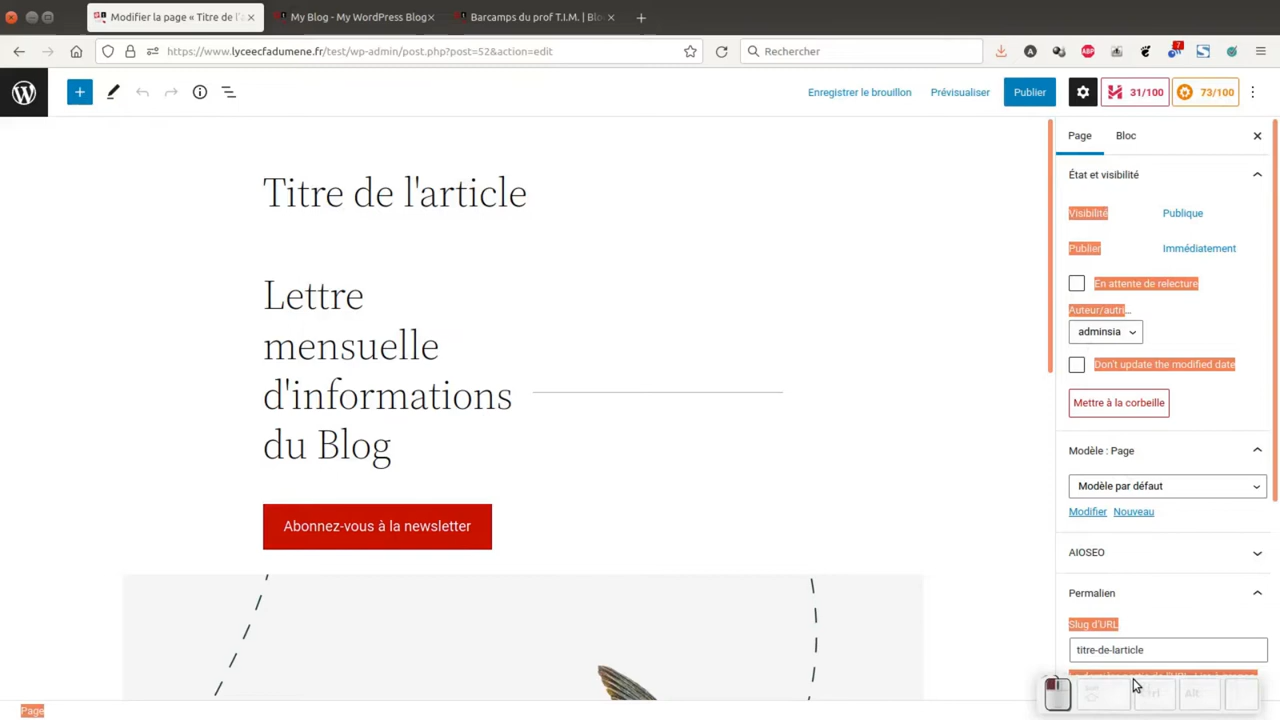 Modifier la page « Titre de l'a
My Blog - My WordPress Blog
Barcamps du prof T.I.M. | Blo
https://www.lyceecfadumene.fr/test/wp-admin/post.php?post=52&action=edit
Rechercher
Enregistrer le brouillon
Prévisualiser
Publier
31/100
73/100
Titre de l'article
Lettre
mensuelle
d'informations
du Blog
Abonnez-vous à la newsletter
Page
Bloc
État et visibilité
Visibilité
Publique
Publier
Immédiatement
En attente de relecture
Auteur/autri…
adminsia
Don't update the modified date
Mettre à la corbeille
Modèle : Page
Modèle par défaut
Modifier
Nouveau
AIOSEO
Permalien
Slug d'URL
titre-de-larticle
Alt
Page